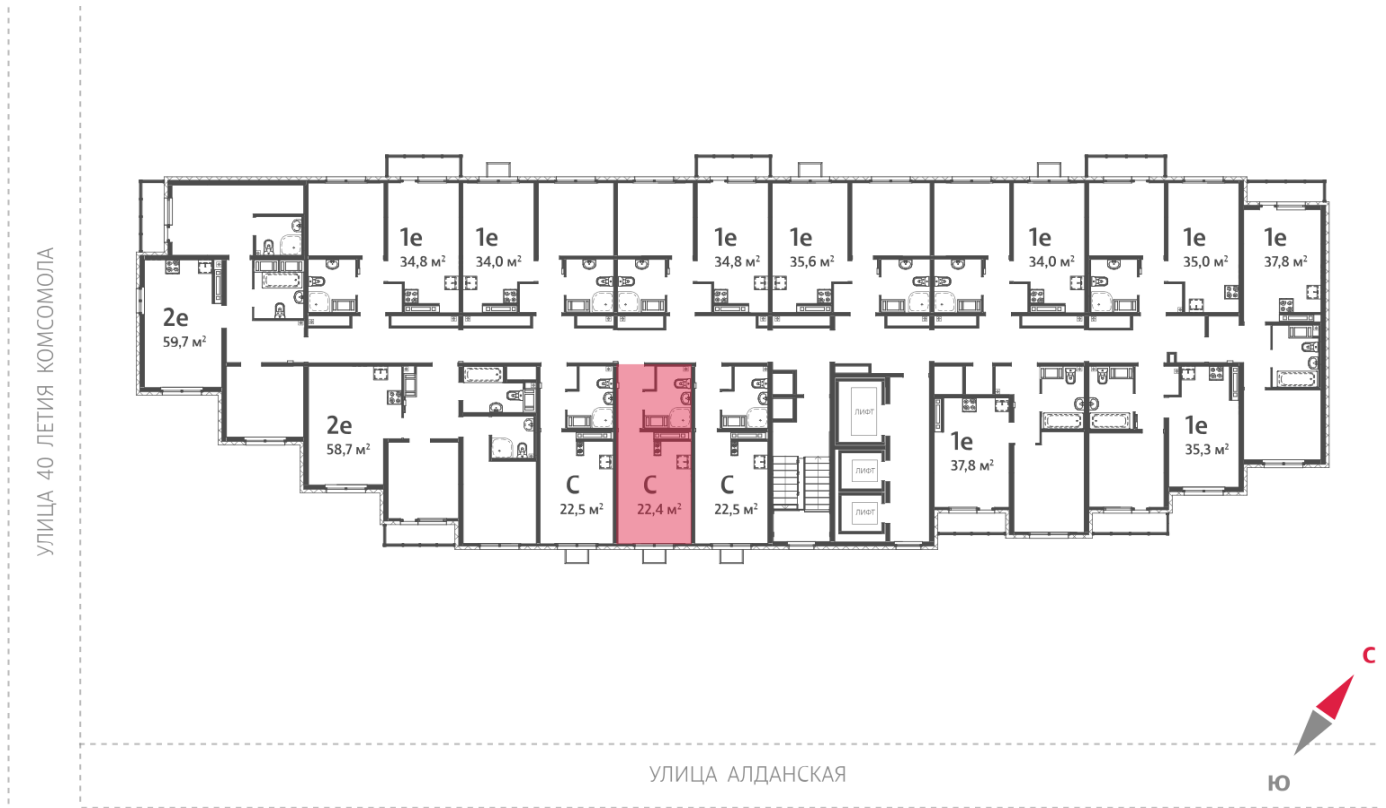 УЛИЦА 40 ЛЕТИЯ КОМСОМОЛА
1е
34,8 м²
1е
34,0 м²
1е
34,8 м²
1е
35,6 м²
1е
34,0 м²
1е
35,0 м²
1е
37,8 м²
2е
59,7 м²
2е
58,7 м²
С
22,5 м²
С
22,4 м²
С
22,5 м²
ЛИФТ
ЛИФТ
ЛИФТ
1е
37,8 м²
1е
35,3 м²
С
Ю
УЛИЦА АЛДАНСКАЯ